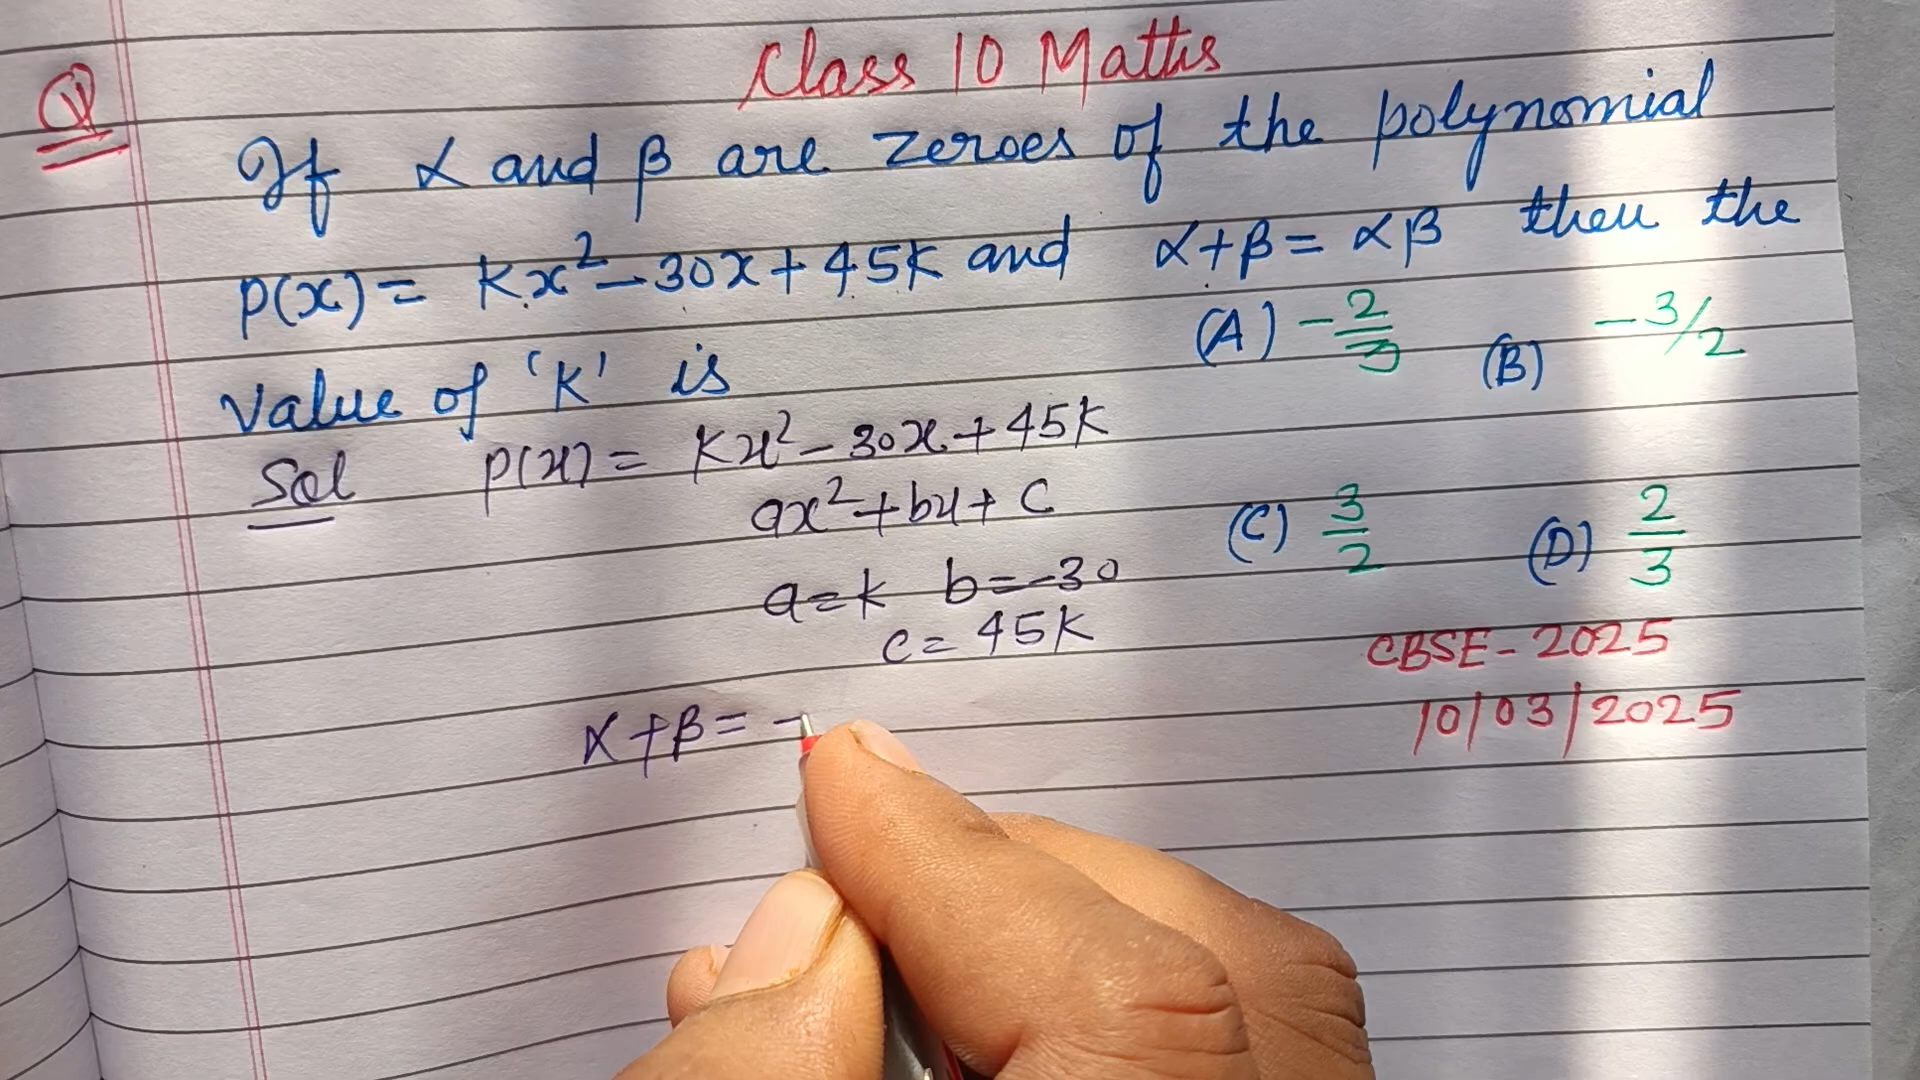 Class 10 Maths
Q
If α and β are zeroes of the polynomial
p(x) = kx² - 30x + 45k and α + β = αβ then the
value of 'k' is
(A) -2/3
(B) -3/2
Sol p(x) = kx² - 30x + 45k
ax² + bx + c
(C) 3/2
(D) 2/3
a = k b = -30
c = 45k
CBSE - 2025
10/03/2025
α + β = -